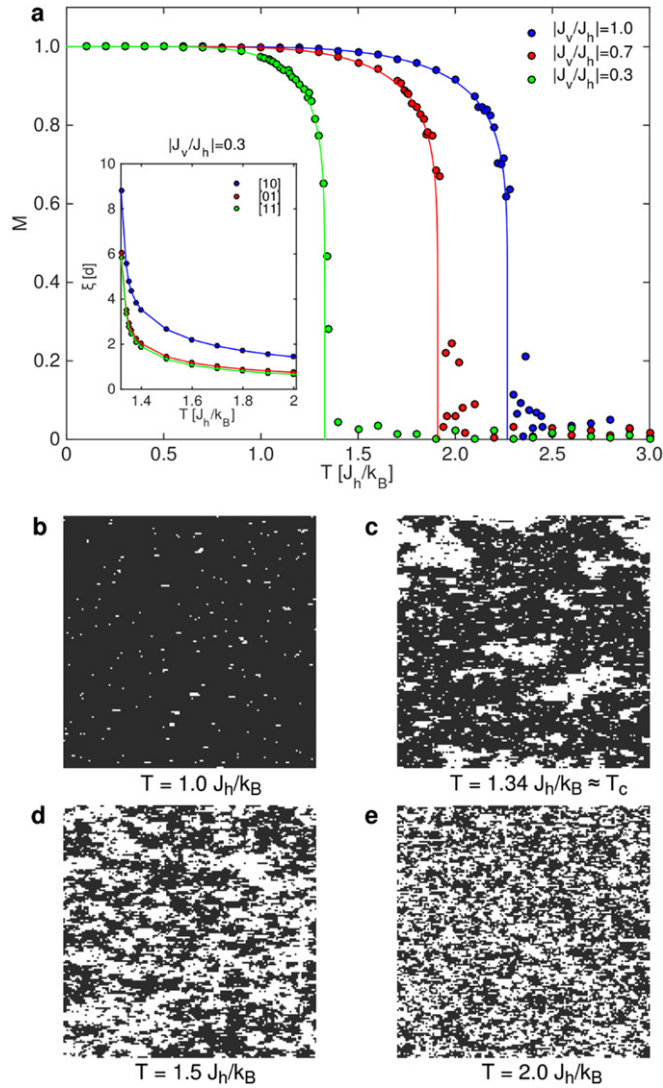 a
|J_v/J_h|=1.0
|J_v/J_h|=0.7
|J_v/J_h|=0.3
1.0
0.8
0.6
0.4
0.2
0
M
|J_v/J_h|=0.3
10
8
6
4
2
0
ξ [d]
[10]
[01]
[11]
1.4 1.6 1.8 2
T [J_h/k_B]
0 0.5 1.0 1.5 2.0 2.5 3.0
T [J_h/k_B]
b
T = 1.0 J_h/k_B
c
T = 1.34 J_h/k_B ≈ T_c
d
T = 1.5 J_h/k_B
e
T = 2.0 J_h/k_B